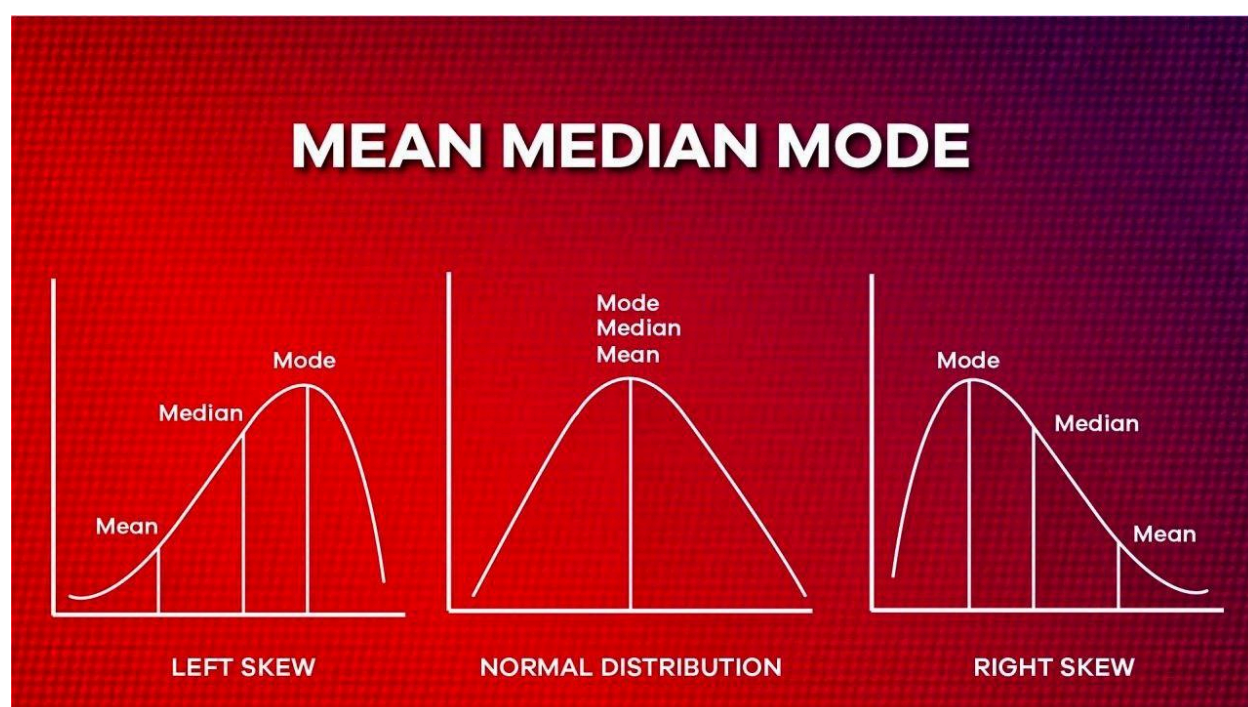 MEAN MEDIAN MODE
Mode
Median
Mean
LEFT SKEW
Mode
Median
Mean
NORMAL DISTRIBUTION
Mode
Median
Mean
RIGHT SKEW